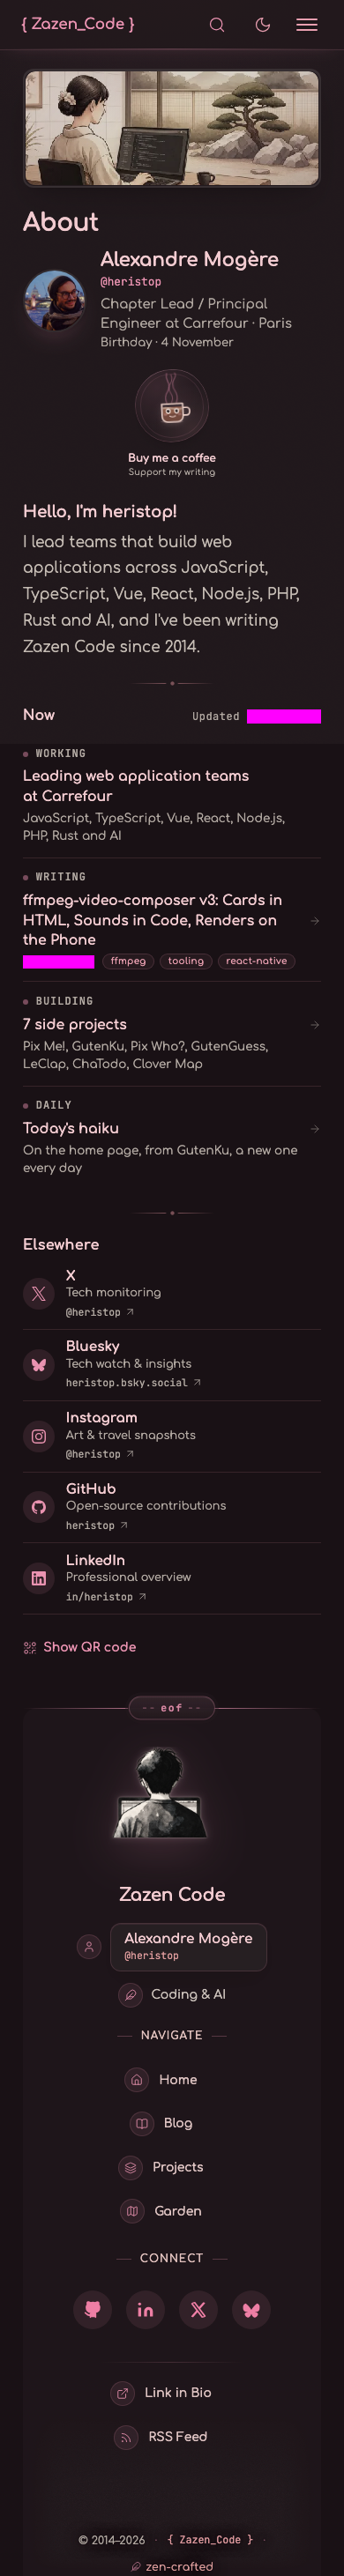 { Zazen_Code }
About
Alexandre Mogère
@heristop
Chapter Lead / Principal
Engineer at Carrefour · Paris
Birthday · 4 November
Buy me a coffee
Support my writing
Hello, I'm heristop!
I lead teams that build web
applications across JavaScript,
TypeScript, Vue, React, Node.js, PHP,
Rust and AI, and I've been writing
Zazen Code since 2014.
Now
Updated
WORKING
Leading web application teams
at Carrefour
JavaScript, TypeScript, Vue, React, Node.js,
PHP, Rust and AI
WRITING
ffmpeg-video-composer v3: Cards in
HTML, Sounds in Code, Renders on
the Phone
ffmpeg tooling react-native
BUILDING
7 side projects
Pix Me!, GutenKu, Pix Who?, GutenGuess,
LeClap, ChaTodo, Clover Map
DAILY
Today's haiku
On the home page, from GutenKu, a new one
every day
Elsewhere
X
Tech monitoring
@heristop
Bluesky
Tech watch & insights
heristop.bsky.social
Instagram
Art & travel snapshots
@heristop
GitHub
Open-source contributions
heristop
LinkedIn
Professional overview
in/heristop
Show QR code
-- eof --
Zazen Code
Alexandre Mogère
@heristop
Coding & AI
NAVIGATE
Home
Blog
Projects
Garden
CONNECT
Link in Bio
RSS Feed
© 2014–2026 · { Zazen_Code } ·
zen-crafted